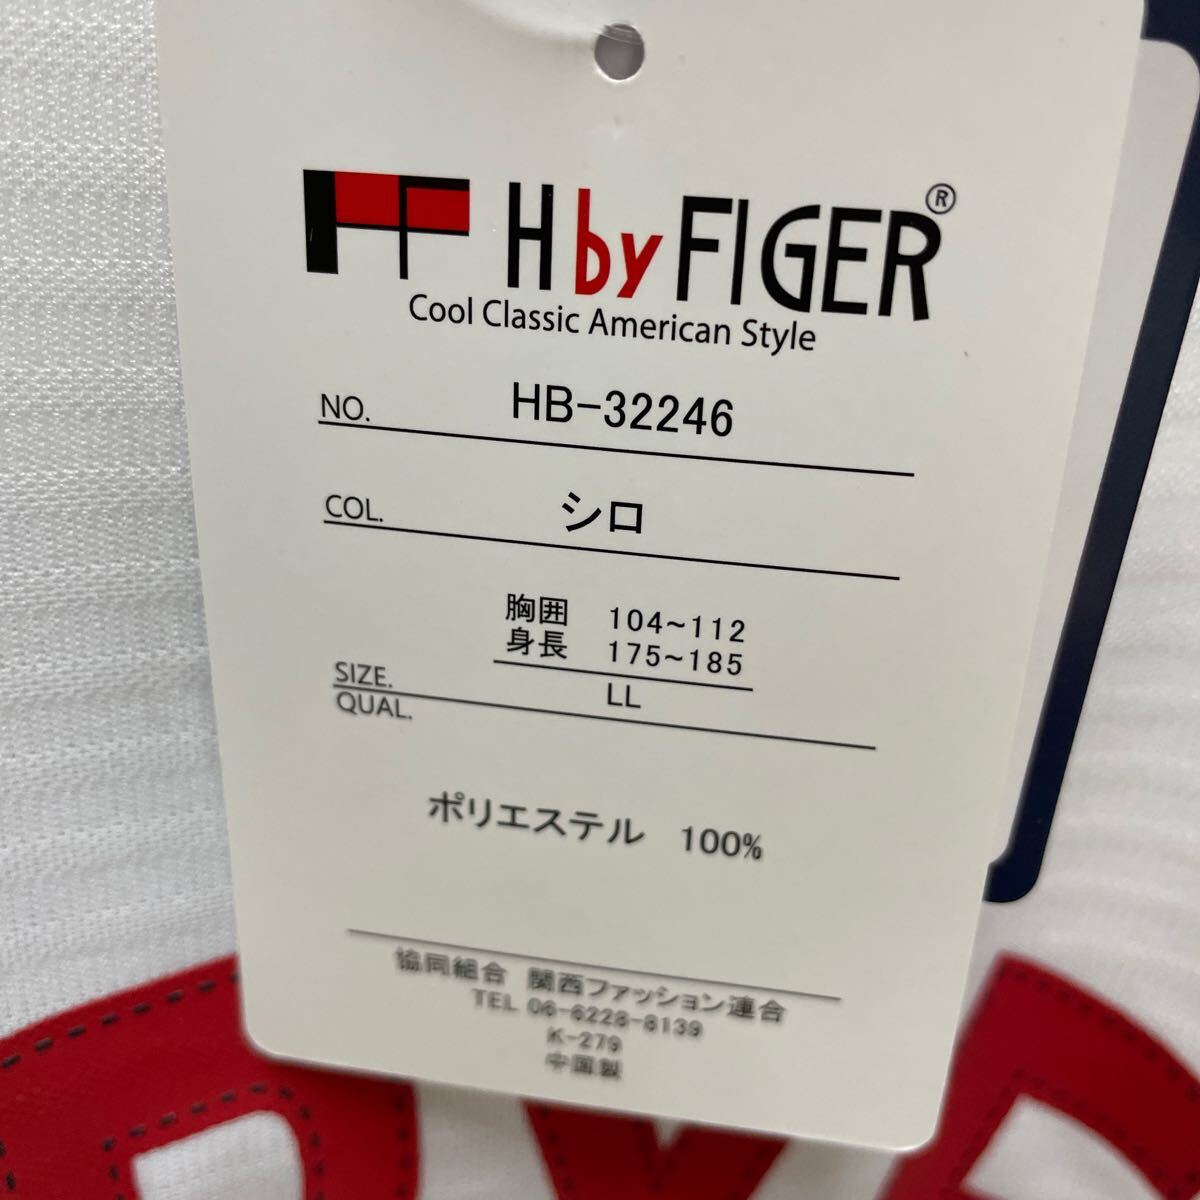 H by FIGER®
Cool Classic American Style
NO. HB-32246
COL. シロ
胸囲 104~112
身長 175~185
SIZE. LL
QUAL.
ポリエステル 100%
協同組合 関西ファッション連合
TEL 06-6228-8139
K-279
中国製